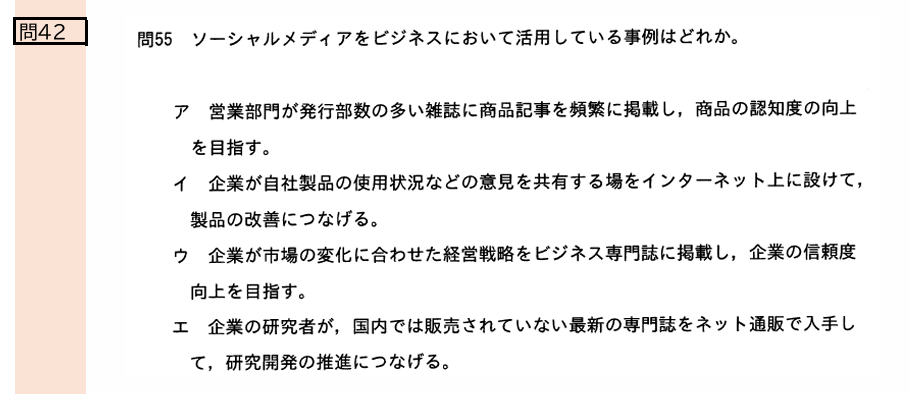 問42
問55　ソーシャルメディアをビジネスにおいて活用している事例はどれか。
ア　営業部門が発行部数の多い雑誌に商品記事を頻繁に掲載し，商品の認知度の向上
を目指す。
イ　企業が自社製品の使用状況などの意見を共有する場をインターネット上に設けて，
製品の改善につなげる。
ウ　企業が市場の変化に合わせた経営戦略をビジネス専門誌に掲載し，企業の信頼度
向上を目指す。
エ　企業の研究者が，国内では販売されていない最新の専門誌をネット通販で入手し
て，研究開発の推進につなげる。